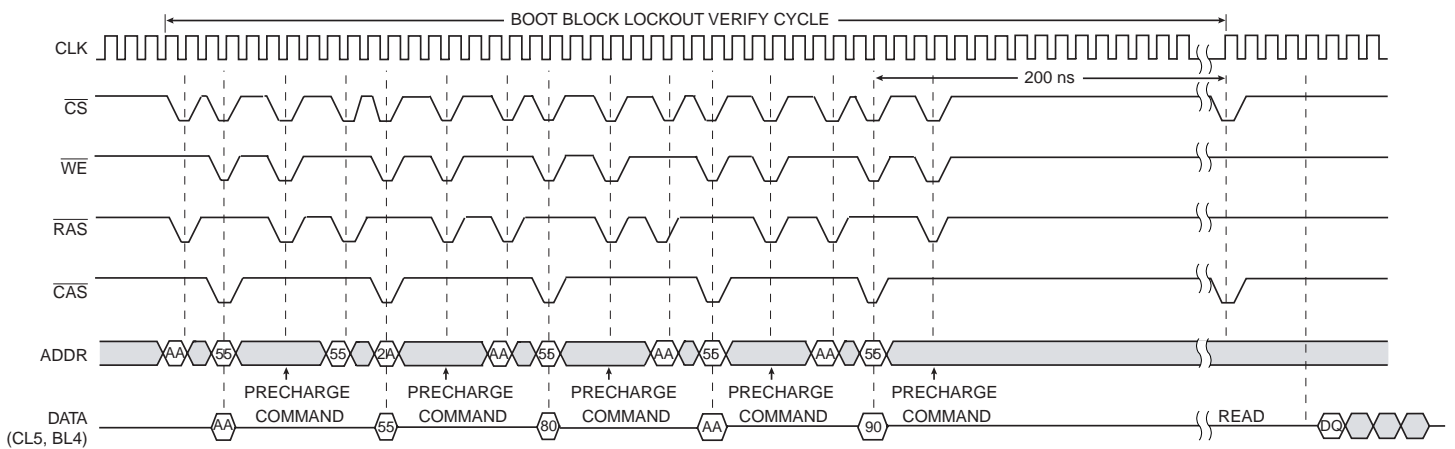 BOOT BLOCK LOCKOUT VERIFY CYCLE
CLK
200 ns
CS
WE
RAS
CAS
ADDR AA 55 55 2A AA 55 AA 55 AA 55
PRECHARGE COMMAND
PRECHARGE COMMAND
PRECHARGE COMMAND
PRECHARGE COMMAND
PRECHARGE COMMAND
DATA
(CL5, BL4)
AA 55 80 AA 90 READ DQ